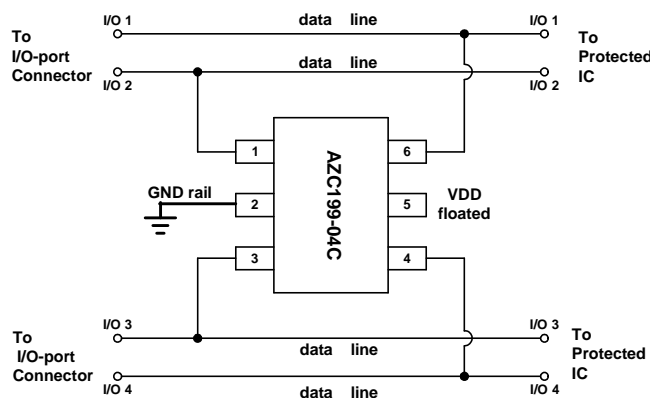 I/O 1 data line I/O 1
To
I/O-port
Connector
To
Protected
IC
I/O 2 data line I/O 2
1 6
GND rail 2 5 VDD
floated
3 4
AZC199-04C
I/O 3 data line I/O 3
To
I/O-port
Connector
To
Protected
IC
I/O 4 data line I/O 4